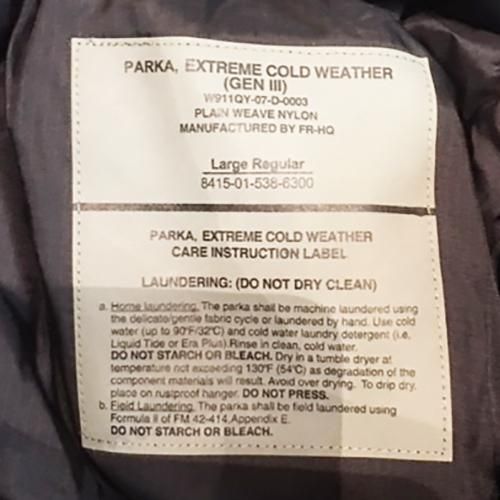 PARKA, EXTREME COLD WEATHER
(GEN III)
W911QY-07-D-0003
PLAIN WEAVE NYLON
MANUFACTURED BY FR-HQ
Large Regular
8415-01-538-6300
PARKA, EXTREME COLD WEATHER
CARE INSTRUCTION LABEL
LAUNDERING: (DO NOT DRY CLEAN)
a. Home laundering. The parka shall be machine laundered using
the delicate/gentle fabric cycle or laundered by hand. Use cold
water (up to 90°F/32°C) and cold water laundry detergent (i.e.
Liquid Tide or Era Plus).Rinse in clean, cold water.
DO NOT STARCH OR BLEACH. Dry in a tumble dryer at
temperature not exceeding 130°F (54°C) as degradation of the
component materials will result. Avoid over drying. To drip dry,
place on rustproof hanger. DO NOT PRESS.
b. Field Laundering. The parka shall be field laundered using
Formula II of FM 42-414,Appendix E.
DO NOT STARCH OR BLEACH.